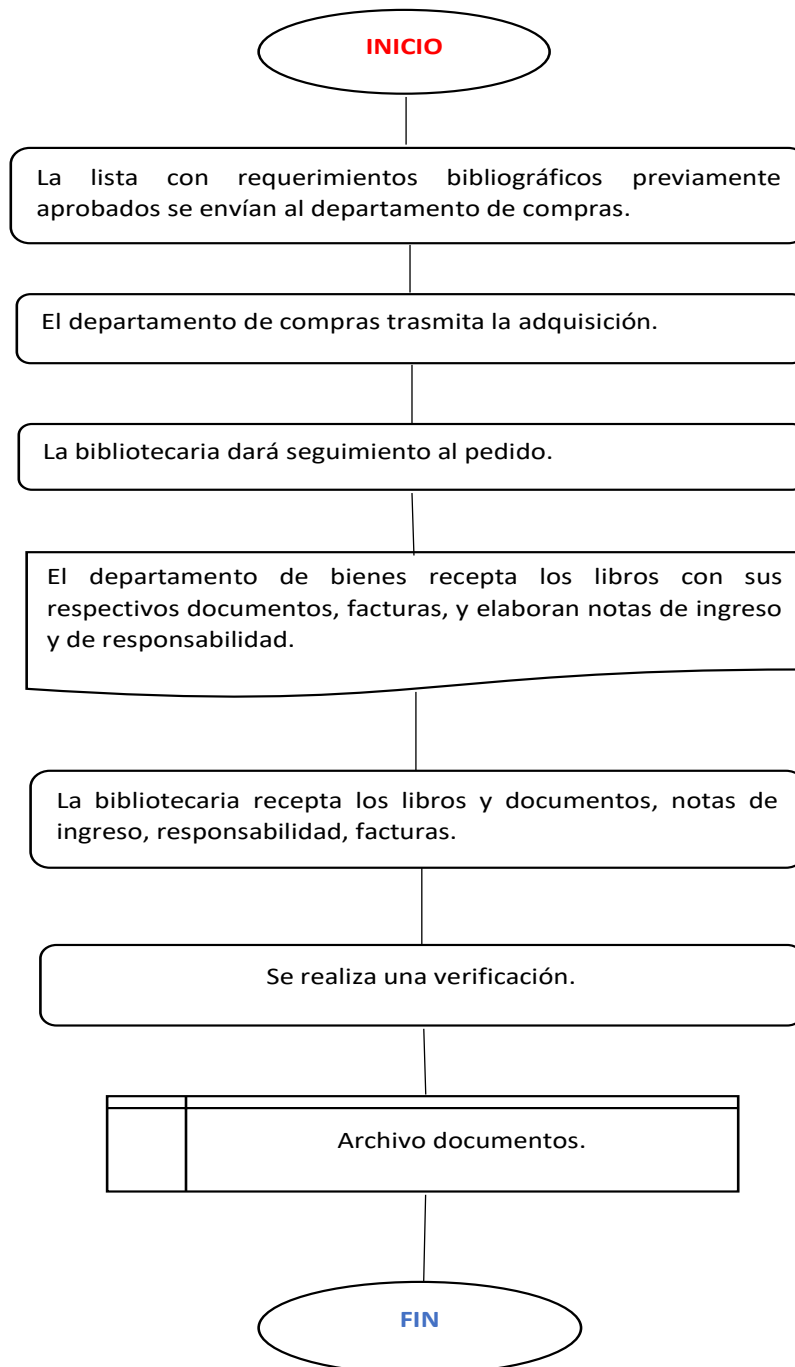 INICIO
La lista con requerimientos bibliográficos previamente
aprobados se envían al departamento de compras.
El departamento de compras trasmita la adquisición.
La bibliotecaria dará seguimiento al pedido.
El departamento de bienes recepta los libros con sus
respectivos documentos, facturas, y elaboran notas de ingreso
y de responsabilidad.
La bibliotecaria recepta los libros y documentos, notas de
ingreso, responsabilidad, facturas.
Se realiza una verificación.
Archivo documentos.
FIN